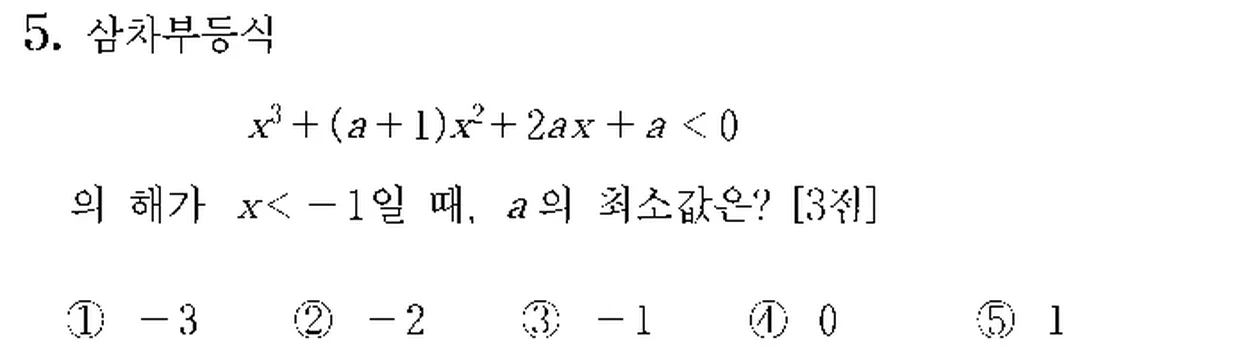 5. 삼차부등식
x³+(a+1)x²+2ax+a<0
의 해가 x<-1일 때, a의 최소값은? [3점]
① -3 ② -2 ③ -1 ④ 0 ⑤ 1